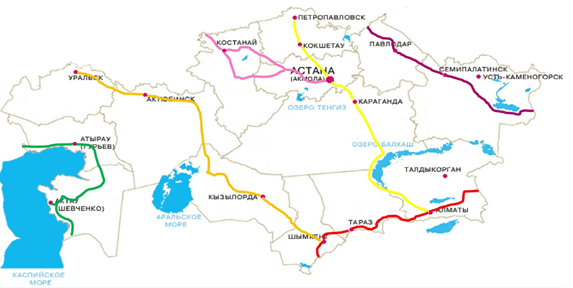 ПЕТРОПАВЛОВСК
КОСТАНАЙ
КОКШЕТАУ
ПАВЛОДАР
АСТАНА
СЕМИПАЛАТИНСК
УСТЬ-КАМЕНОГОРСК
УРАЛЬСК
АКТЮБИНСК
ОЗЕРО ТЕНГИЗ
КАРАГАНДА
АТЫРАУ
(ГУРЬЕВ)
ОЗЕРО БАЛХАШ
ТАЛДЫКОРГАН
АКТАУ
(ШЕВЧЕНКО)
КЫЗЫЛОРДА
АРАЛЬСКОЕ
МОРЕ
ТАРАЗ
АЛМАТЫ
ШЫМКЕНТ
КАСПИЙСКОЕ МОРЕ